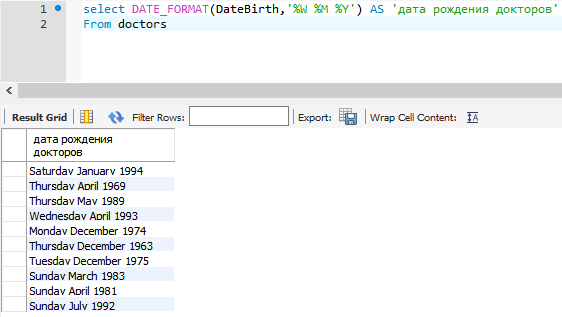 1 select DATE_FORMAT(DateBirth,'%W %M %Y') AS 'дата рождения докторов'
2 From doctors
Result Grid Filter Rows: Export: Wrap Cell Content:
дата рождения
докторов
Saturday January 1994
Thursday April 1969
Thursday May 1989
Wednesday April 1993
Monday December 1974
Thursday December 1963
Tuesday December 1975
Sunday March 1983
Sunday April 1981
Sunday July 1992